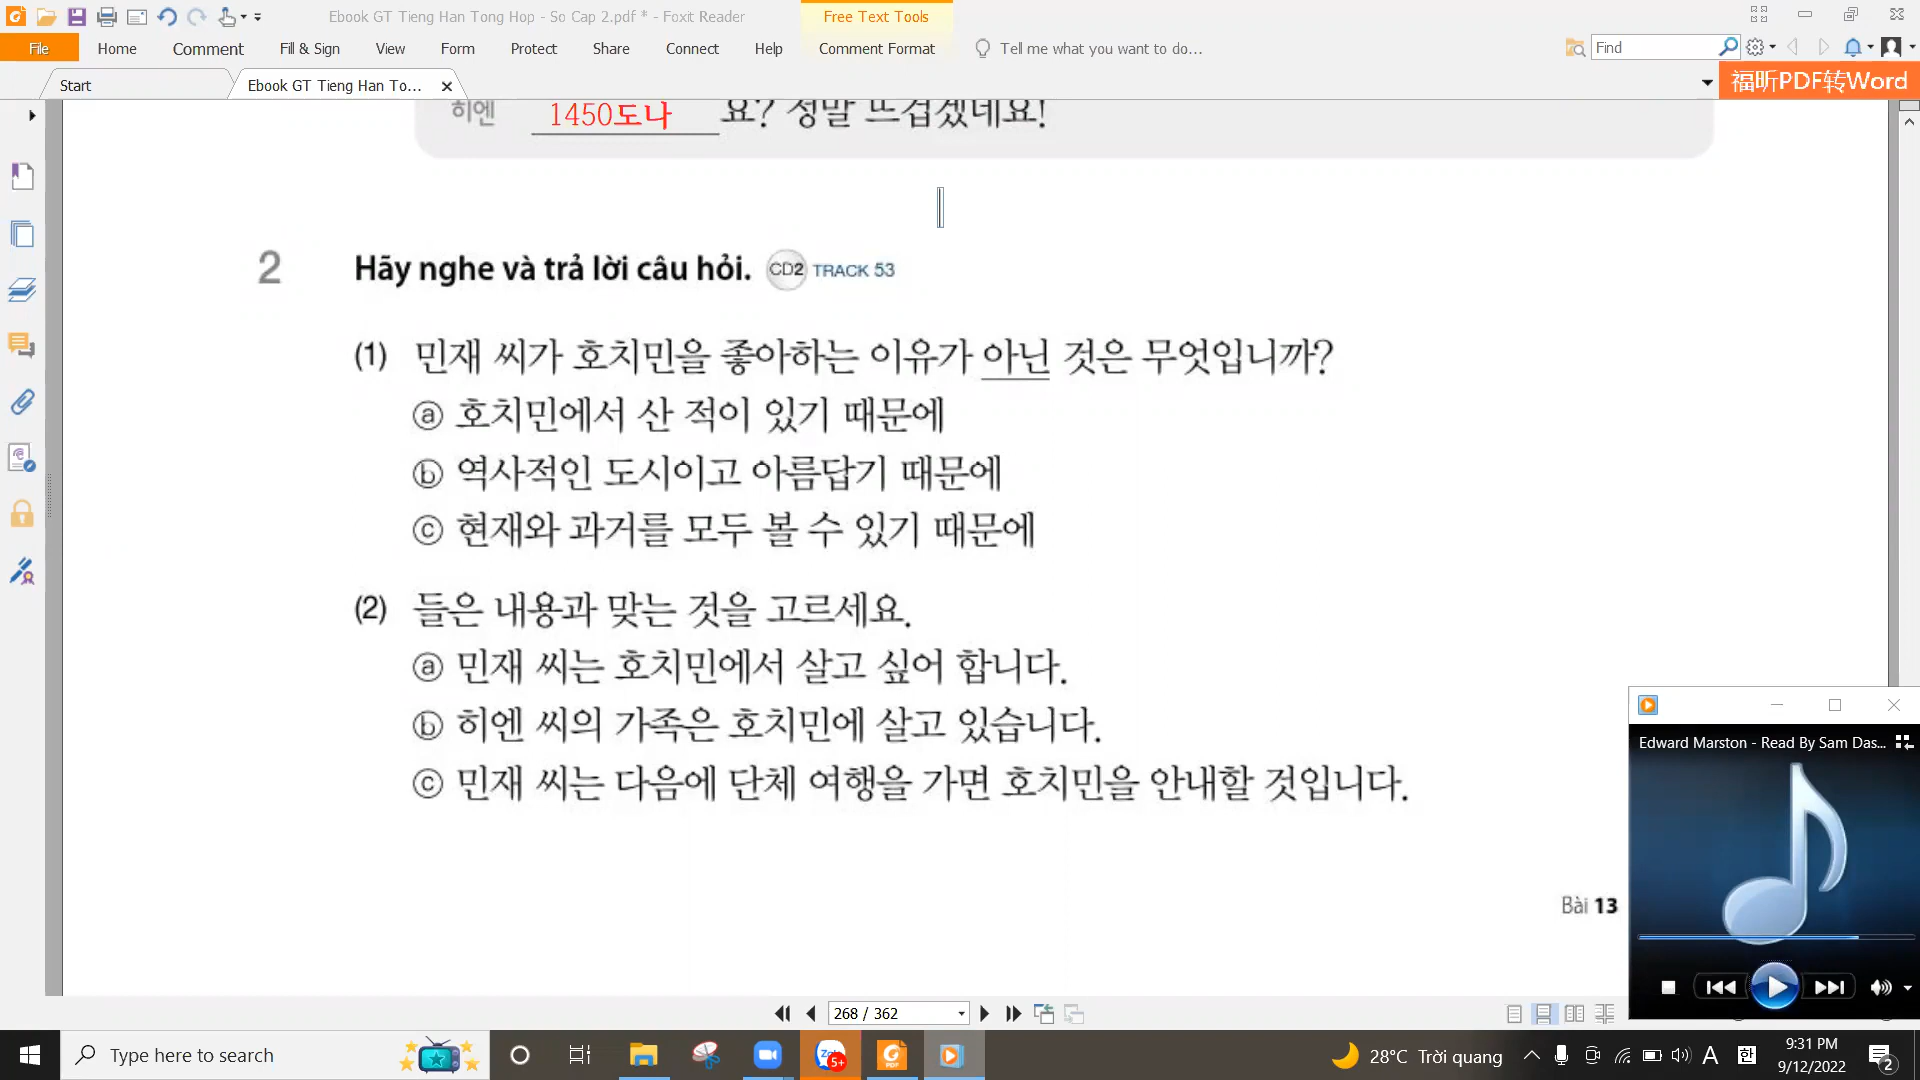 Ebook GT Tieng Han Tong Hop - So Cap 2.pdf * - Foxit Reader
Free Text Tools
File Home Comment Fill & Sign View Form Protect Share Connect Help Comment Format Tell me what you want to do... Find
Start Ebook GT Tieng Han To...
福昕PDF转Word
히엔 1450도나 요? 정말 뜨겁겠네요!
2 Hãy nghe và trả lời câu hỏi. CD2 TRACK 53
(1) 민재 씨가 호치민을 좋아하는 이유가 아닌 것은 무엇입니까?
ⓐ 호치민에서 산 적이 있기 때문에
ⓑ 역사적인 도시이고 아름답기 때문에
ⓒ 현재와 과거를 모두 볼 수 있기 때문에
(2) 들은 내용과 맞는 것을 고르세요.
ⓐ 민재 씨는 호치민에서 살고 싶어 합니다.
ⓑ 히엔 씨의 가족은 호치민에 살고 있습니다.
ⓒ 민재 씨는 다음에 단체 여행을 가면 호치민을 안내할 것입니다.
Edward Marston - Read By Sam Das...
Bài 13
268 / 362
Type here to search
Zalo
5+
PDF
28°C Trời quang
A
한
9:31 PM
9/12/2022
2